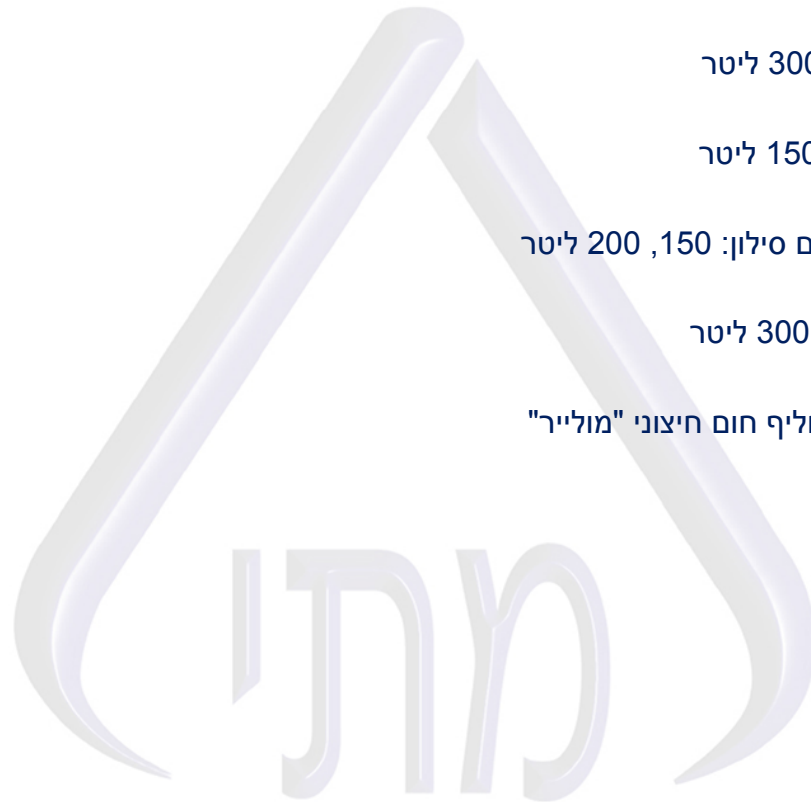 300 ליטר
150 ליטר
סילון: 150, 200 ליטר
300 ליטר
חום חיצוני "מולייר"
מתי